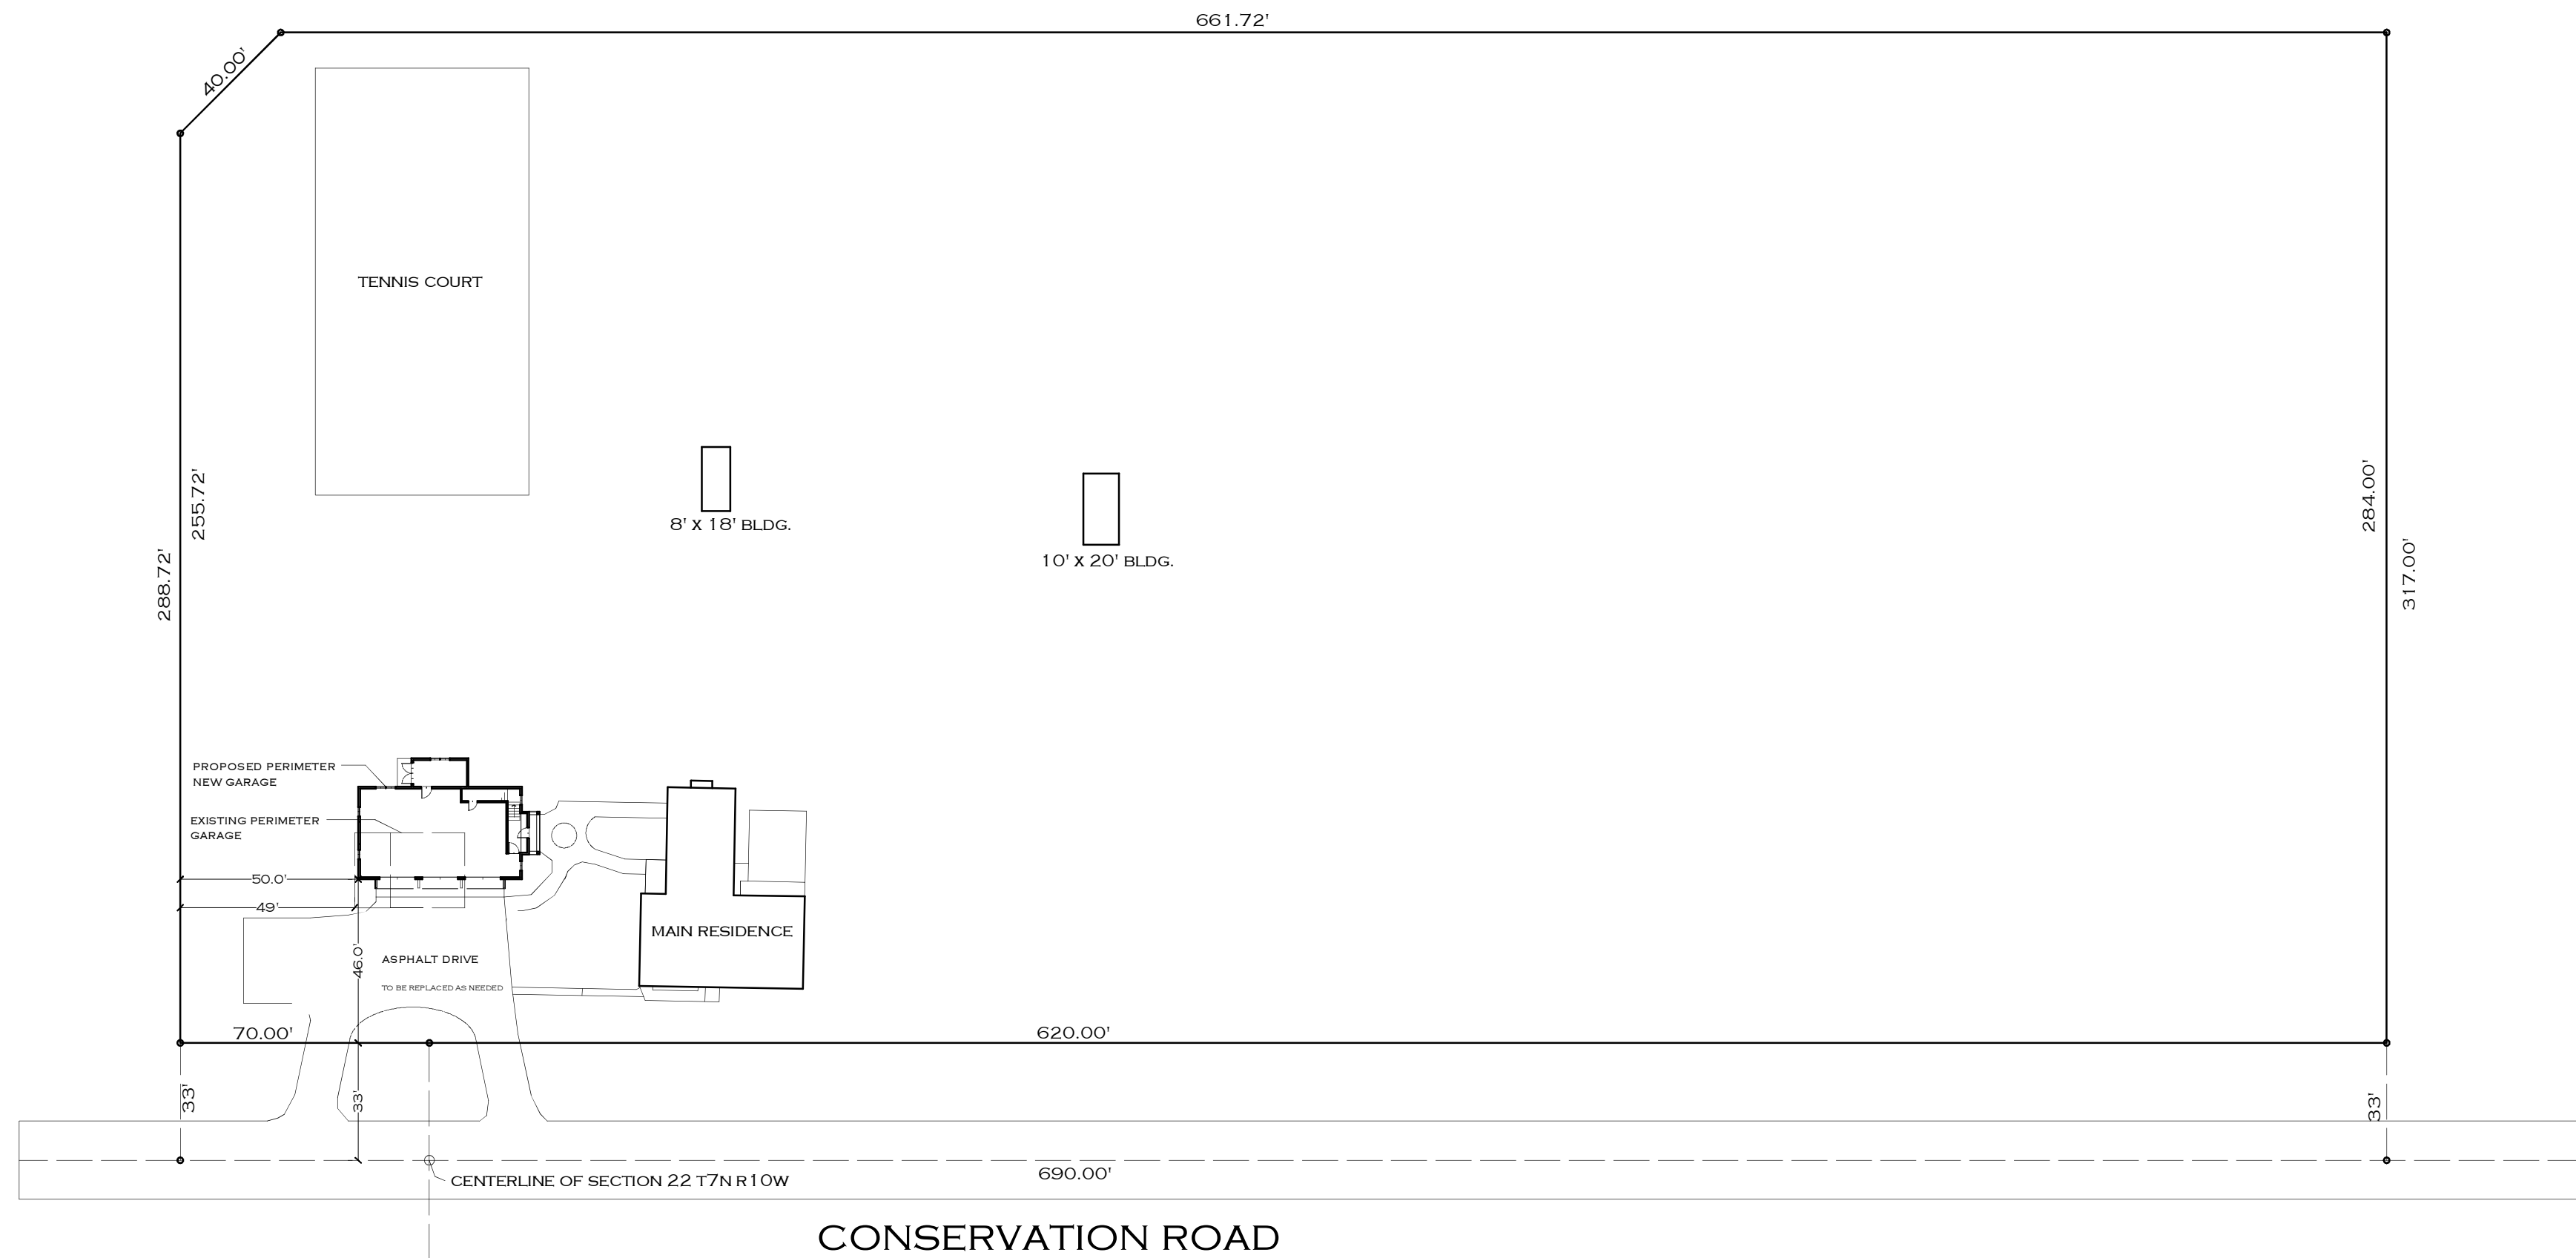 661.72'
40.00'
TENNIS COURT
255.72'
288.72'
8' X 18' BLDG.
10' X 20' BLDG.
284.00'
317.00'
PROPOSED PERIMETER
NEW GARAGE
EXISTING PERIMETER
GARAGE
50.0'
49'
46.0'
MAIN RESIDENCE
ASPHALT DRIVE
TO BE REPLACED AS NEEDED
70.00'
620.00'
33'
33'
33'
690.00'
CENTERLINE OF SECTION 22 T7N R10W
CONSERVATION ROAD